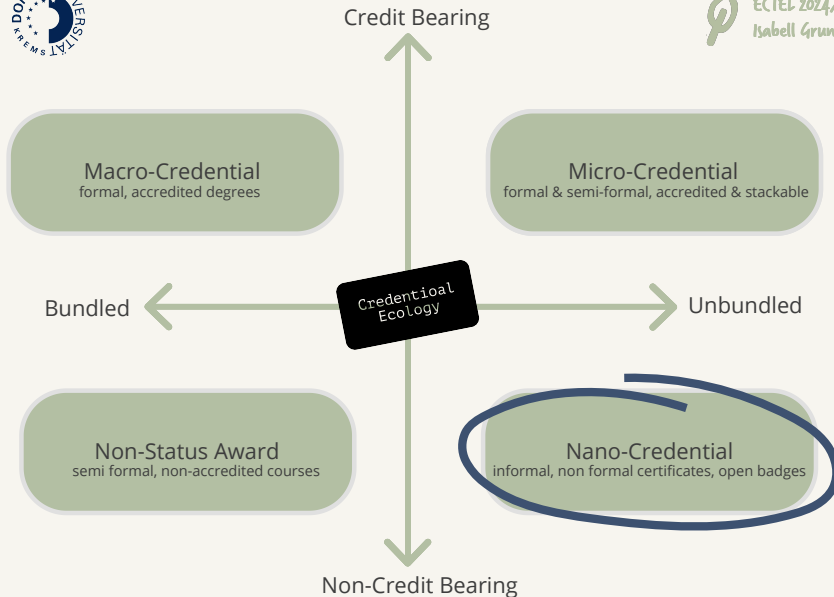 Credit Bearing
ECTEL 2024
Isabell
KREMS
Macro-Credential
formal, accredited degrees
Micro-Credential
formal & semi-formal, accredited & stackable
Credentioal
Ecology
Bundled
Unbundled
Non-Status Award
semi formal, non-accredited courses
Nano-Credential
informal, non formal certificates, open badges
Non-Credit Bearing